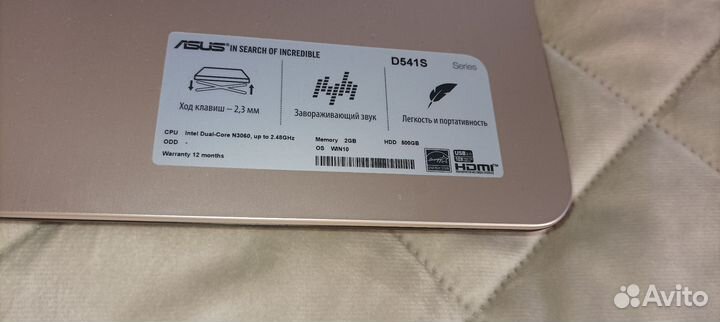 ASUS IN SEARCH OF INCREDIBLE
D541S Series
Ход клавиш – 2,3 мм
Завораживающий звук
Легкость и портативность
CPU Intel Dual-Core N3060, up to 2.48GHz
Memory 2GB
HDD 500GB
ODD -
OS WIN10
Warranty 12 months
HDMI
Avito